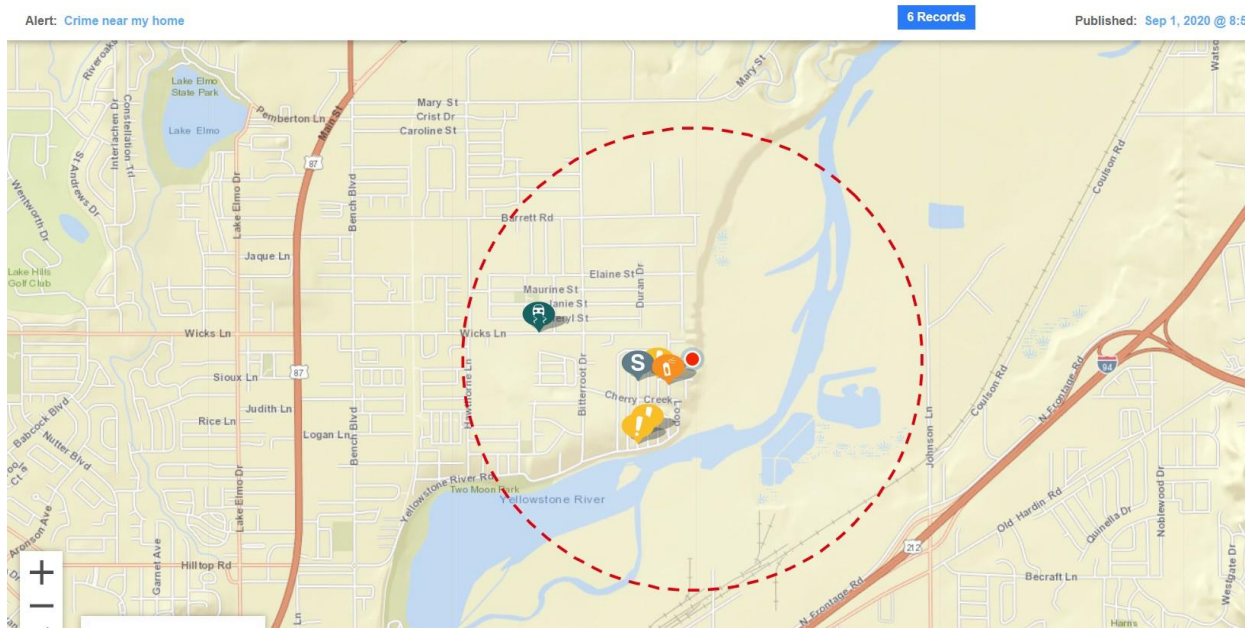 Alert: Crime near my home
6 Records
Published: Sep 1, 2020 @ 8:5
Riveroaks Dr
Lake Elmo
State Park
Lake Elmo
Pemberton Ln
Main St
87
Mary St
Crist Dr
Caroline St
Mary St
Interlachen Dr
Constellation Trl
St Andrews Dr
Wentworth Dr
Lake Hills
Golf Club
Lake Elmo Dr
Bench Blvd
Barrett Rd
Jaque Ln
Elaine St
Duran Dr
Maurine St
Janie St
Wicks Ln
Wicks Ln
Coulson Rd
S
Bitterroot Dr
Hawthorne Ln
Cherry Creek
Loop
Sioux Ln
87
Judith Ln
Rice Ln
Logan Ln
Bench Blvd
Babcock Blvd
Nutter Blvd
Aronson Ave
Garnet Ave
Lake Elmo Dr
Hilltop Rd
Yellowstone River Rd
Two Moon Park
Yellowstone River
Johnson Ln
Coulson Rd
N Frontage Rd
94
212
N Frontage Rd
Old Hardin Rd
Quinella Dr
Noblewood Dr
Becraft Ln
Westgate Dr
Harris
Ln
+
−